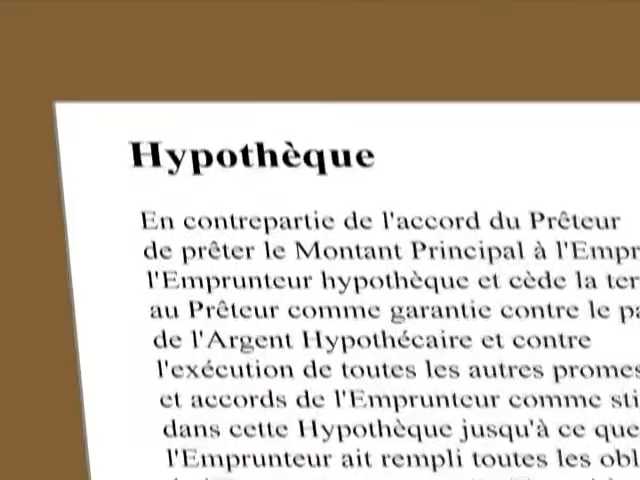 Hypothèque
En contrepartie de l'accord du Prêteur
de prêter le Montant Principal à l'Empr
l'Emprunteur hypothèque et cède la ter
au Prêteur comme garantie contre le pa
de l'Argent Hypothécaire et contre
l'exécution de toutes les autres promes
et accords de l'Emprunteur comme sti
dans cette Hypothèque jusqu'à ce que
l'Emprunteur ait rempli toutes les obl